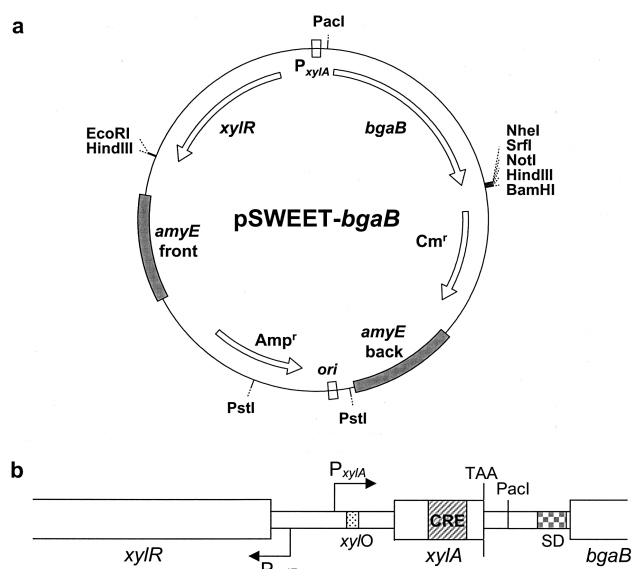 a
PacI
PxylA
xylR
bgaB
EcoRI
HindIII
NheI
SrfI
NotI
HindIII
BamHI
pSWEET-bgaB
amyE
front
Cmr
Ampr
ori
amyE
back
PstI
PstI
b
PxylA
TAA
PacI
CRE
xylR
xylO
xylA
SD
bgaB